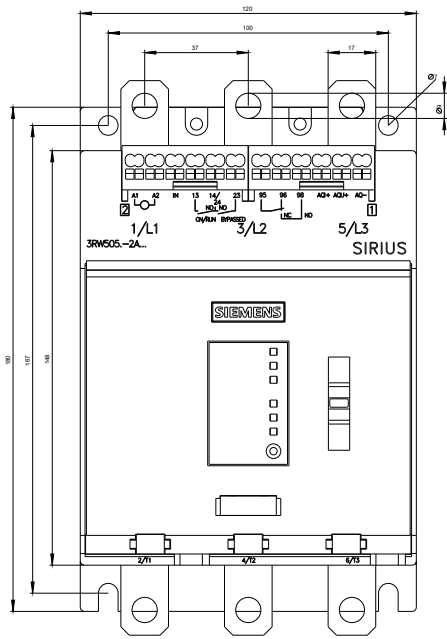 120
100
37 17
Ø7
Ø9
A1 A2 IN 13 14/ 23 95 96 98 AQI+ AQU+ AQ-
24
NO NO
ON/RUN BYPASSED
NC NO
2 1
1/L1 3/L2 5/L3
3RW505.-2A...
SIRIUS
SIEMENS
180
167
148
2/T1 4/T2 6/T3